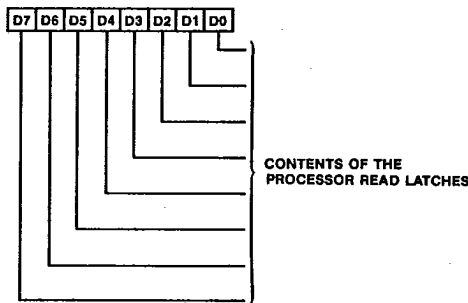 D7 D6 D5 D4 D3 D2 D1 D0
CONTENTS OF THE
PROCESSOR READ LATCHES